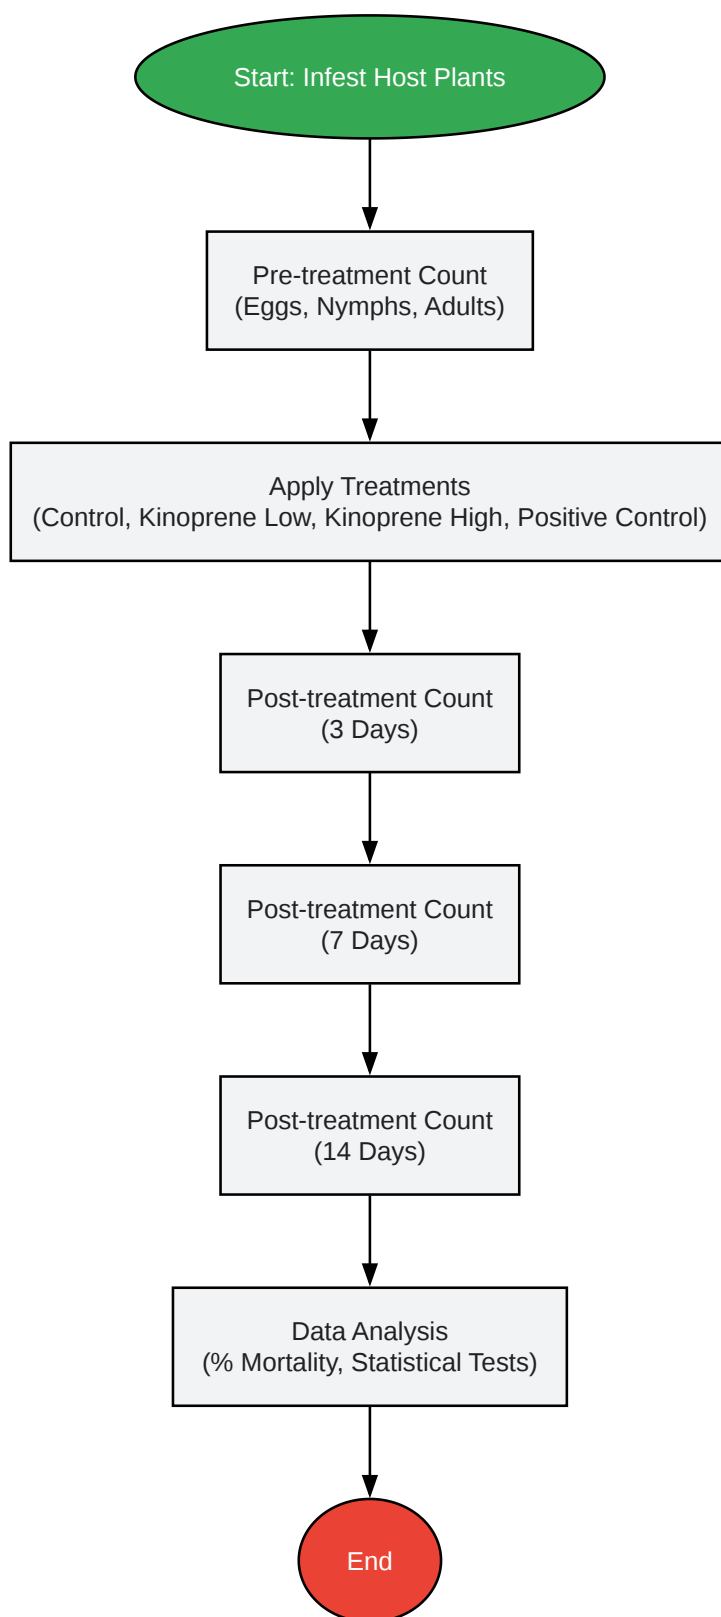 Start: Infest Host Plants
Pre-treatment Count
(Eggs, Nymphs, Adults)
Apply Treatments
(Control, Kinoprene Low, Kinoprene High, Positive Control)
Post-treatment Count
(3 Days)
Post-treatment Count
(7 Days)
Post-treatment Count
(14 Days)
Data Analysis
(% Mortality, Statistical Tests)
End